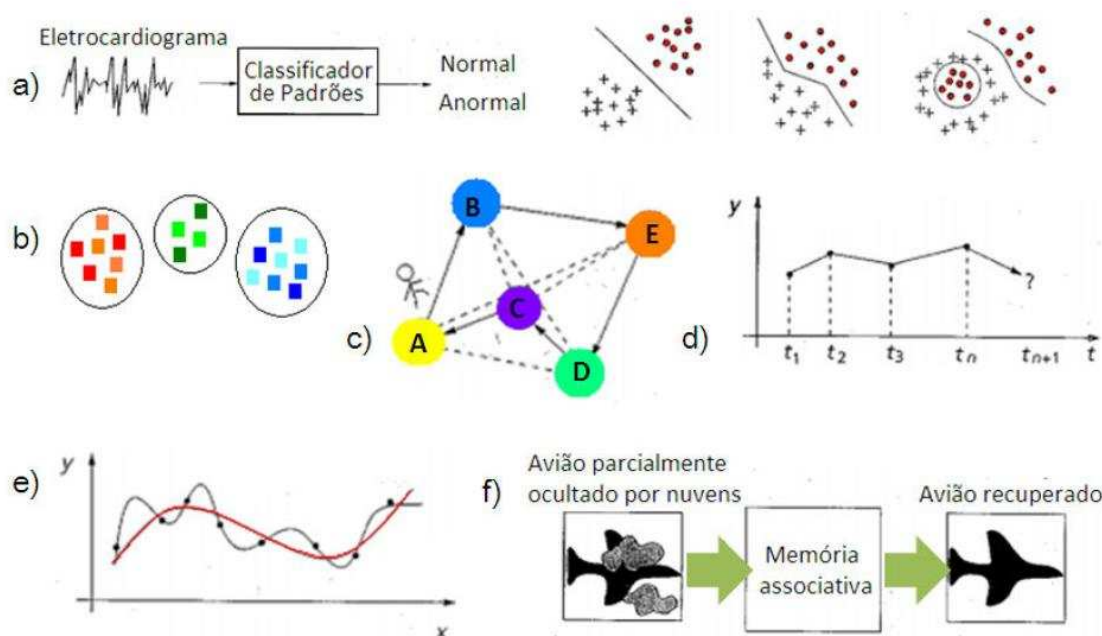 a)
Eletrocardiograma
Classificador
de Padrões
Normal
Anormal
b)
c)
A
B
C
D
E
d)
y
t1
t2
t3
tn
tn+1
t
?
e)
y
x
f)
Avião parcialmente
ocultado por nuvens
Memória
associativa
Avião recuperado